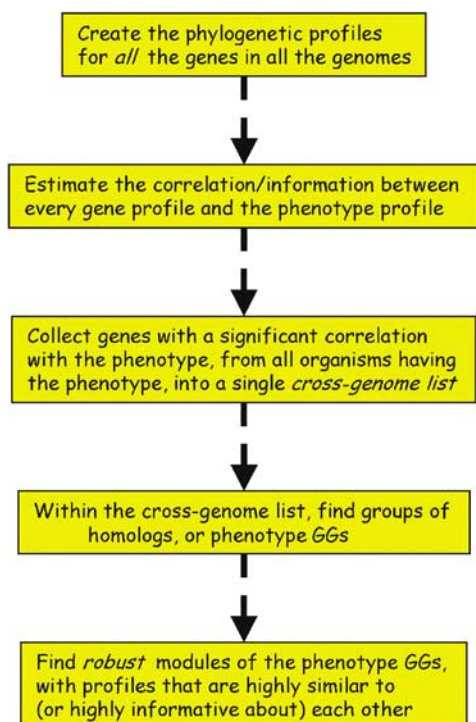 Create the phylogenetic profiles
for all the genes in all the genomes
Estimate the correlation/information between
every gene profile and the phenotype profile
Collect genes with a significant correlation
with the phenotype, from all organisms having
the phenotype, into a single cross-genome list
Within the cross-genome list, find groups of
homologs, or phenotype GGs
Find robust modules of the phenotype GGs,
with profiles that are highly similar to
(or highly informative about) each other